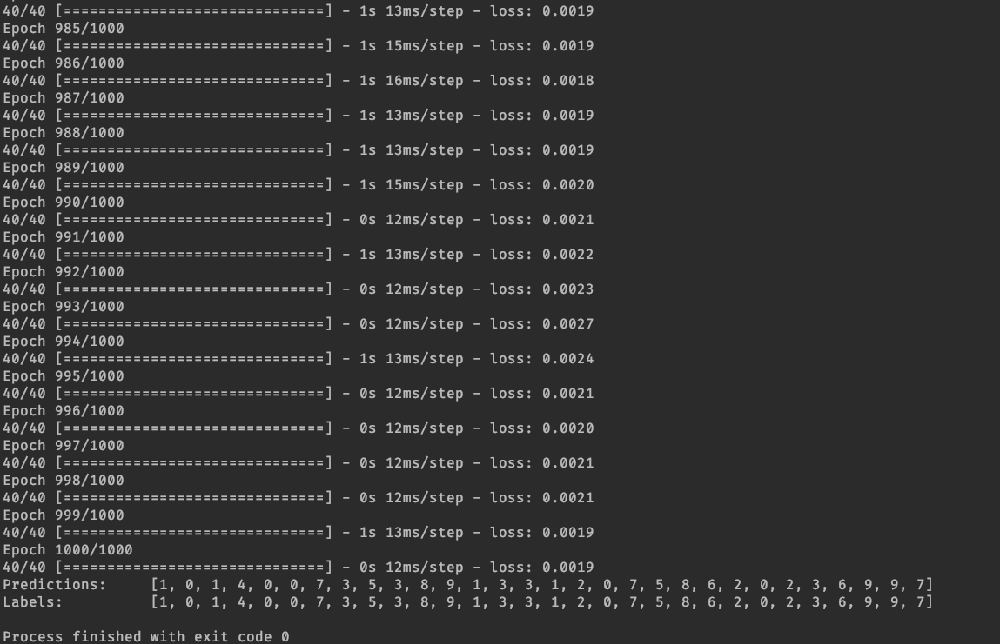 40/40 [==============================] - 1s 13ms/step - loss: 0.0019
Epoch 985/1000
40/40 [==============================] - 1s 15ms/step - loss: 0.0019
Epoch 986/1000
40/40 [==============================] - 1s 16ms/step - loss: 0.0018
Epoch 987/1000
40/40 [==============================] - 1s 13ms/step - loss: 0.0019
Epoch 988/1000
40/40 [==============================] - 1s 13ms/step - loss: 0.0019
Epoch 989/1000
40/40 [==============================] - 1s 15ms/step - loss: 0.0020
Epoch 990/1000
40/40 [==============================] - 0s 12ms/step - loss: 0.0021
Epoch 991/1000
40/40 [==============================] - 1s 13ms/step - loss: 0.0022
Epoch 992/1000
40/40 [==============================] - 0s 12ms/step - loss: 0.0023
Epoch 993/1000
40/40 [==============================] - 0s 12ms/step - loss: 0.0027
Epoch 994/1000
40/40 [==============================] - 1s 13ms/step - loss: 0.0024
Epoch 995/1000
40/40 [==============================] - 0s 12ms/step - loss: 0.0021
Epoch 996/1000
40/40 [==============================] - 0s 12ms/step - loss: 0.0020
Epoch 997/1000
40/40 [==============================] - 0s 12ms/step - loss: 0.0021
Epoch 998/1000
40/40 [==============================] - 0s 12ms/step - loss: 0.0021
Epoch 999/1000
40/40 [==============================] - 1s 13ms/step - loss: 0.0019
Epoch 1000/1000
40/40 [==============================] - 0s 12ms/step - loss: 0.0019
Predictions:     [1, 0, 1, 4, 0, 0, 7, 3, 5, 3, 8, 9, 1, 3, 3, 1, 2, 0, 7, 5, 8, 6, 2, 0, 2, 3, 6, 9, 9, 7]
Labels:          [1, 0, 1, 4, 0, 0, 7, 3, 5, 3, 8, 9, 1, 3, 3, 1, 2, 0, 7, 5, 8, 6, 2, 0, 2, 3, 6, 9, 9, 7]
Process finished with exit code 0